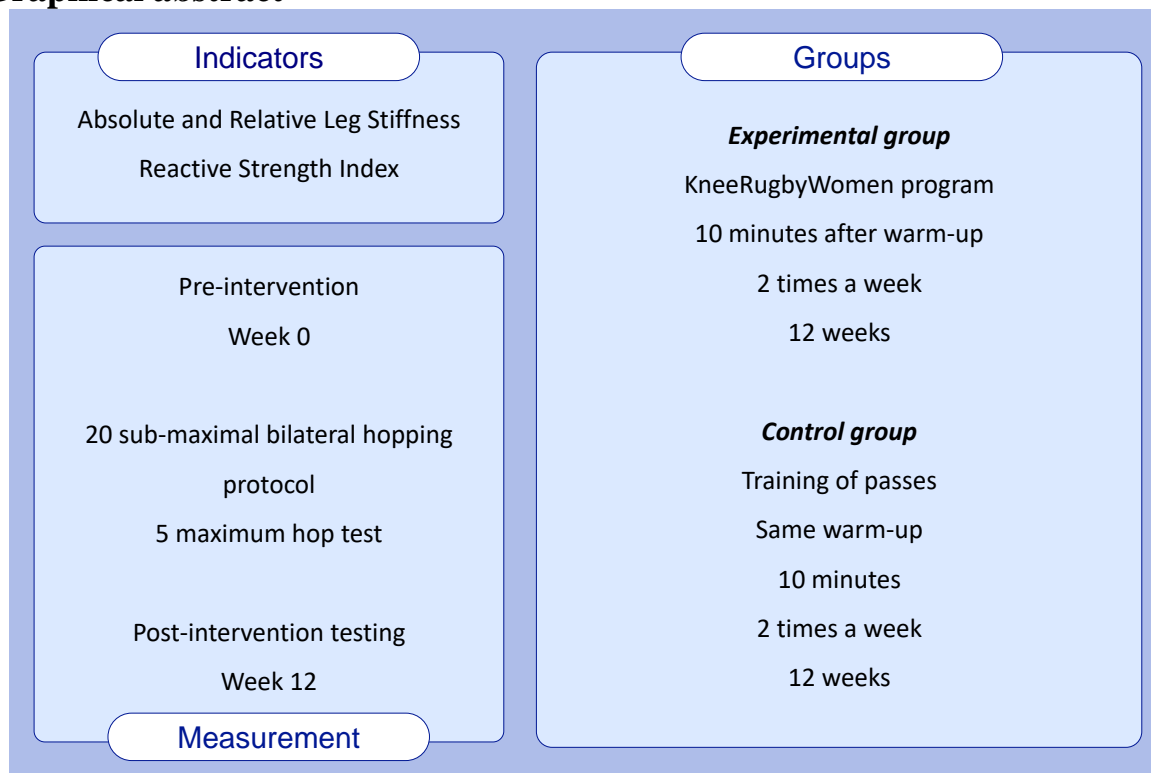 Graphical abstract
Indicators
Absolute and Relative Leg Stiffness
Reactive Strength Index
Pre-intervention
Week 0
20 sub-maximal bilateral hopping
protocol
5 maximum hop test
Post-intervention testing
Week 12
Measurement
Groups
Experimental group
KneeRugbyWomen program
10 minutes after warm-up
2 times a week
12 weeks
Control group
Training of passes
Same warm-up
10 minutes
2 times a week
12 weeks